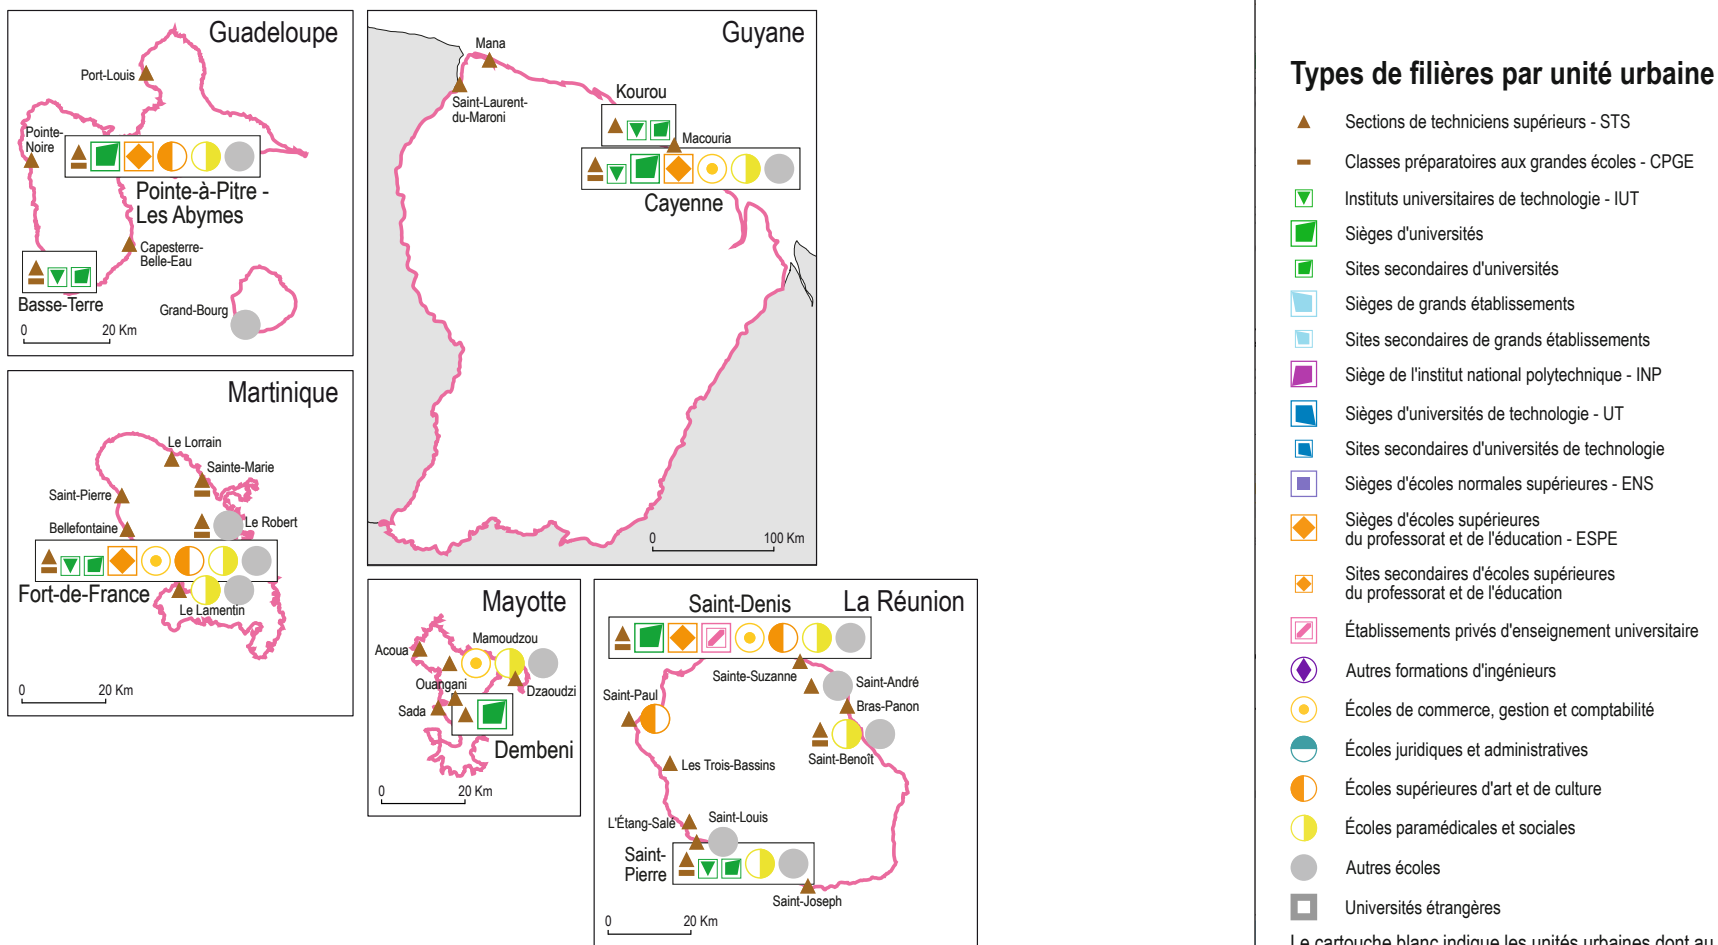 Guadeloupe
Port-Louis
Pointe-
Noire
Pointe-à-Pitre -
Les Abymes
Capesterre-
Belle-Eau
Basse-Terre
Grand-Bourg
0 20 Km
Guyane
Mana
Saint-Laurent-
du-Maroni
Kourou
Macouria
Cayenne
0 100 Km
Martinique
Le Lorrain
Sainte-Marie
Saint-Pierre
Bellefontaine
Le Robert
Fort-de-France
Le Lamentin
0 20 Km
Mayotte
Mamoudzou
Acoua
Ouangani
Dzaoudzi
Sada
Dembeni
0 20 Km
La Réunion
Saint-Denis
Sainte-Suzanne
Saint-André
Saint-Paul
Bras-Panon
Saint-Benoît
Les Trois-Bassins
L'Étang-Salé
Saint-Louis
Saint-
Pierre
Saint-Joseph
0 20 Km
Types de filières par unité urbaine
Sections de techniciens supérieurs - STS
Classes préparatoires aux grandes écoles - CPGE
Instituts universitaires de technologie - IUT
Sièges d'universités
Sites secondaires d'universités
Sièges de grands établissements
Sites secondaires de grands établissements
Siège de l'institut national polytechnique - INP
Sièges d'universités de technologie - UT
Sites secondaires d'universités de technologie
Sièges d'écoles normales supérieures - ENS
Sièges d'écoles supérieures
du professorat et de l'éducation - ESPE
Sites secondaires d'écoles supérieures
du professorat et de l'éducation
Établissements privés d'enseignement universitaire
Autres formations d'ingénieurs
Écoles de commerce, gestion et comptabilité
Écoles juridiques et administratives
Écoles supérieures d'art et de culture
Écoles paramédicales et sociales
Autres écoles
Universités étrangères
Le cartouche blanc indique les unités urbaines dont au